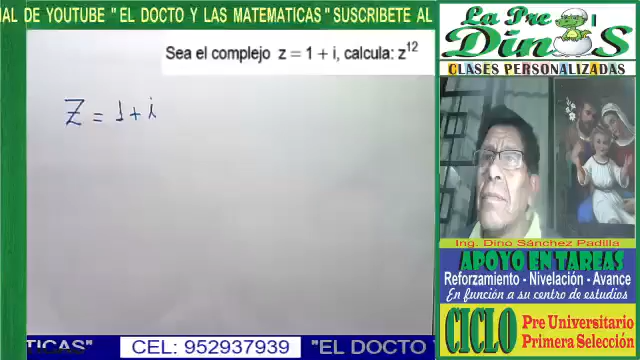 AL DE YOUTUBE " EL DOCTO Y LAS MATEMATICAS" SUSCRIBETE AL
Sea el complejo z = 1 + i, calcula: z¹²
Z = 1 + i
La Pre
DinoS
CLASES PERSONALIZADAS
Ing. Dino Sánchez Padilla
APOYO EN TAREAS
Reforzamiento - Nivelación - Avance
En función a su centro de estudios
CICLO Pre Universitario
Primera Selección
TICAS" CEL: 952937939 "EL DOCTO Y